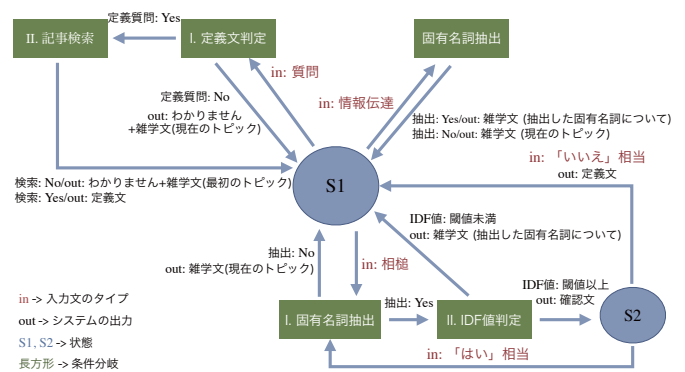 定義質問: Yes
II. 記事検索
I. 定義文判定
固有名詞抽出
in: 質問
定義質問: No
out: わかりません
+雑学文(現在のトピック)
in: 情報伝達
抽出: Yes/out: 雑学文 (抽出した固有名詞について)
抽出: No/out: 雑学文 (現在のトピック)
in: 「いいえ」相当
out: 定義文
検索: No/out: わかりません+雑学文(最初のトピック)
検索: Yes/out: 定義文
S1
IDF値: 閾値未満
out: 雑学文 (抽出した固有名詞について)
抽出: No
out: 雑学文(現在のトピック)
in: 相槌
IDF値: 閾値以上
out: 確認文
抽出: Yes
I. 固有名詞抽出
II. IDF値判定
S2
in: 「はい」相当
in -> 入力文のタイプ
out -> システムの出力
S1, S2 -> 状態
長方形 -> 条件分岐